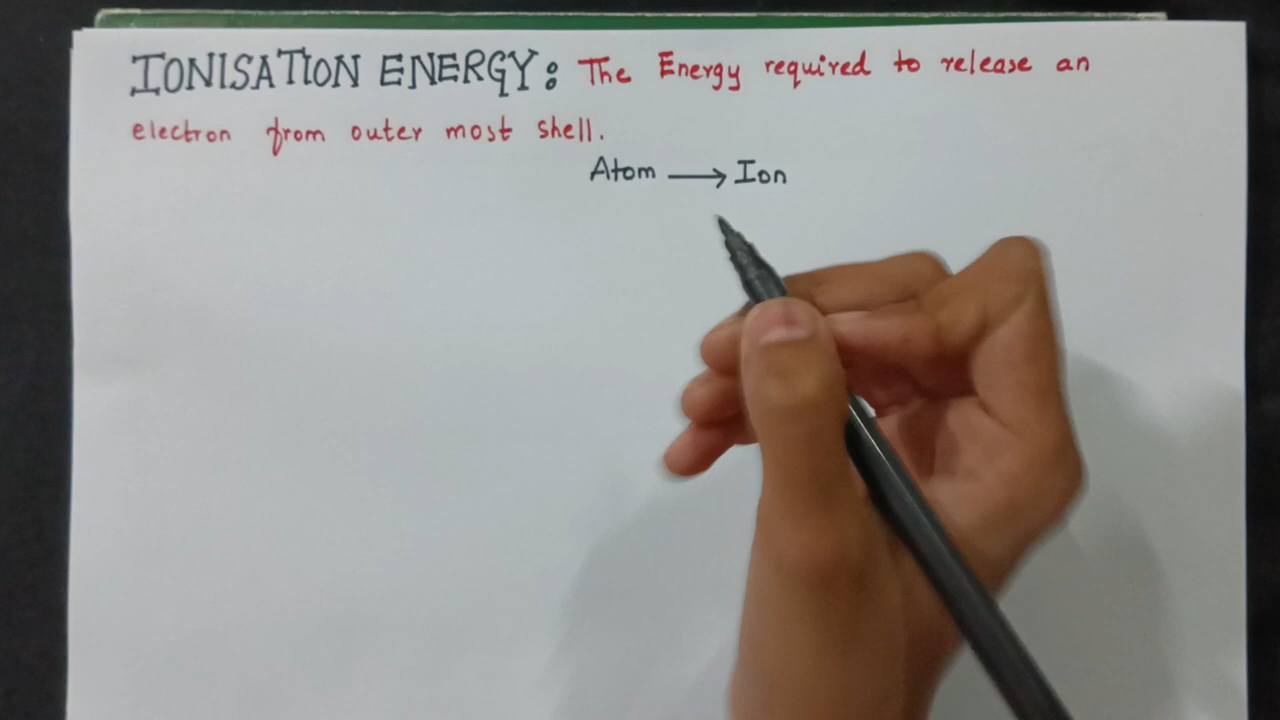 IONISATION ENERGY: The Energy required to release an
electron from outer most shell.
Atom → Ion